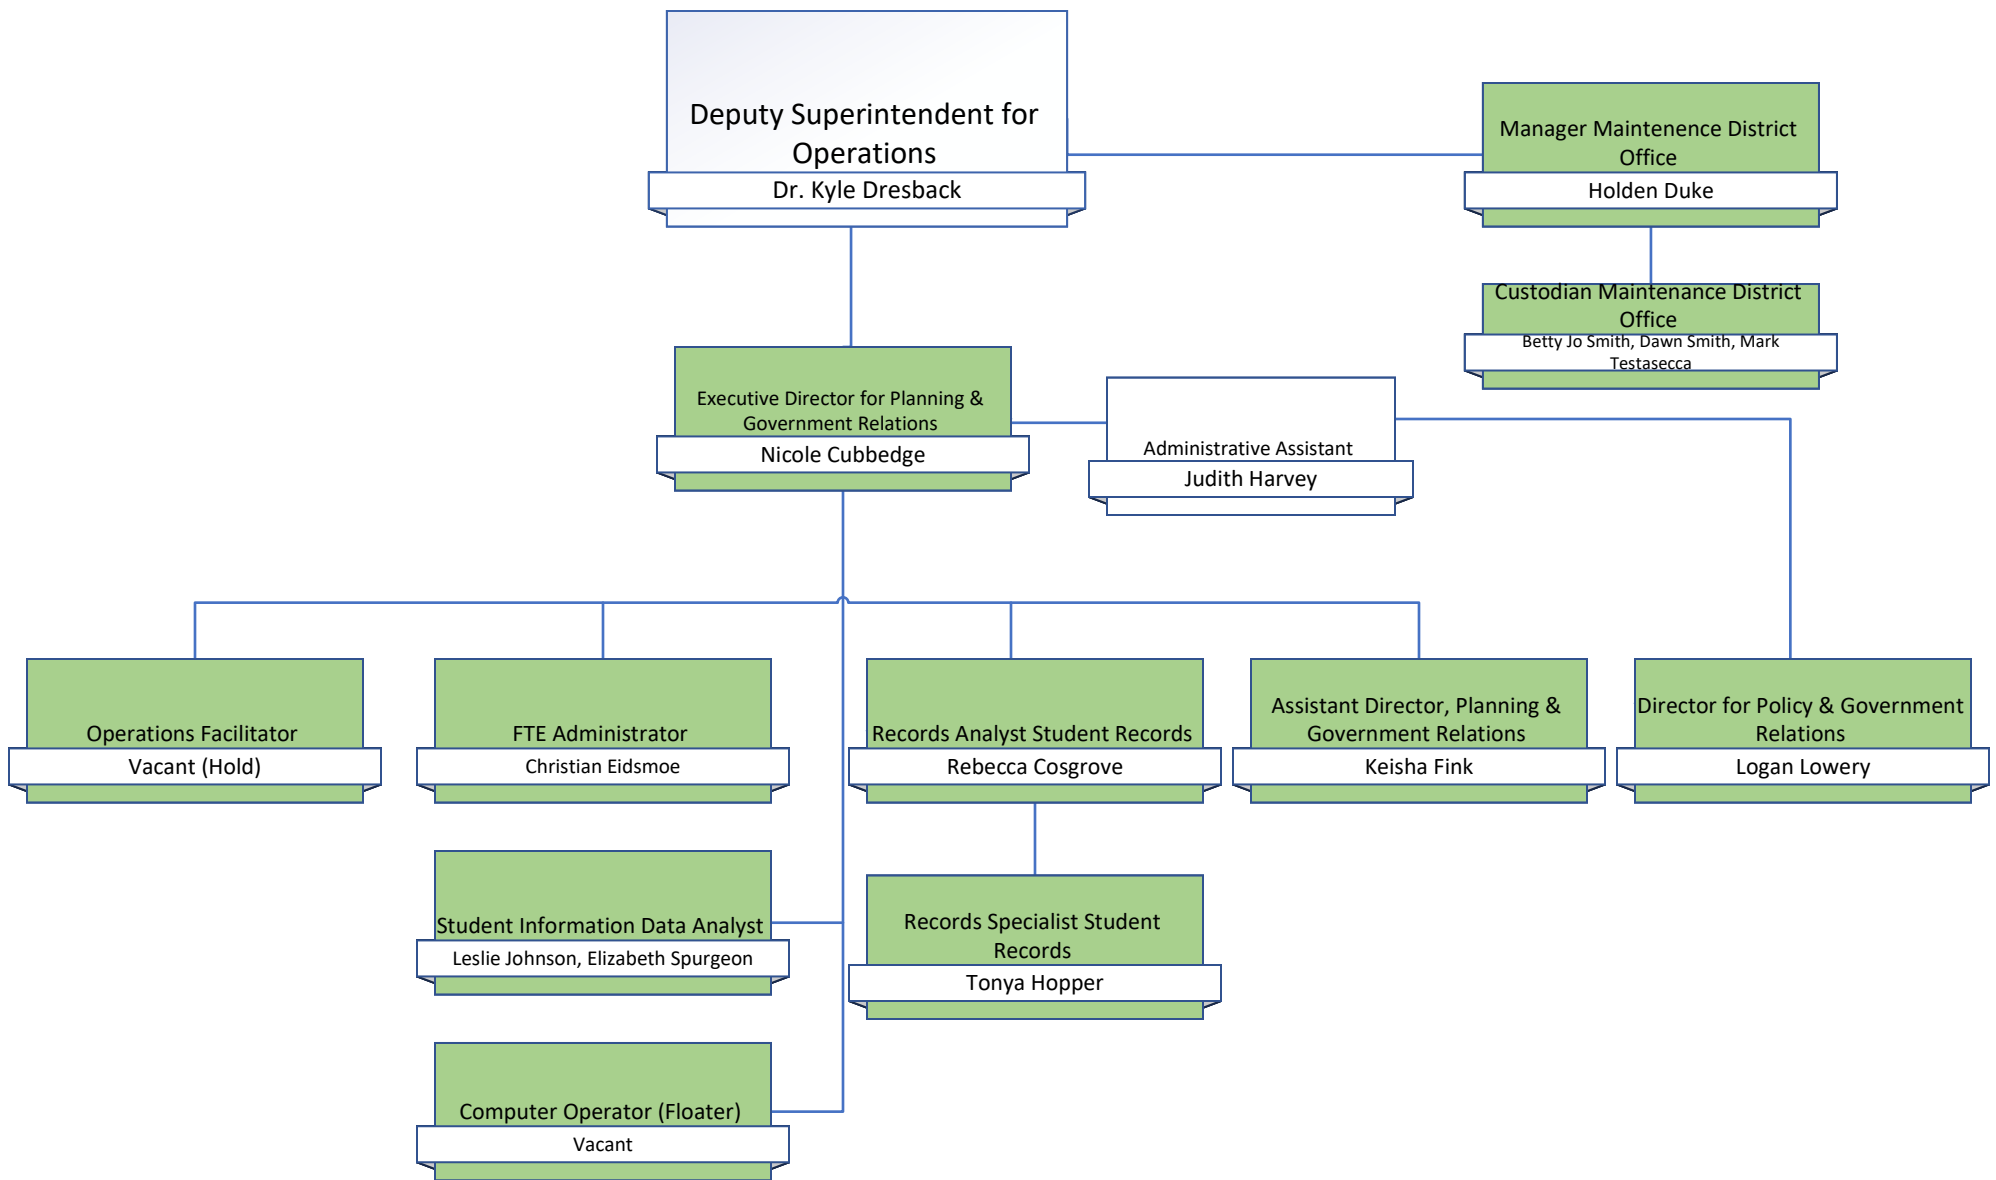 Deputy Superintendent for
Operations
Dr. Kyle Dresback
Manager Maintenence District
Office
Holden Duke
Custodian Maintenance District
Office
Betty Jo Smith, Dawn Smith, Mark
Testasecca
Executive Director for Planning &
Government Relations
Nicole Cubbedge
Administrative Assistant
Judith Harvey
Operations Facilitator
Vacant (Hold)
FTE Administrator
Christian Eidsmoe
Records Analyst Student Records
Rebecca Cosgrove
Assistant Director, Planning &
Government Relations
Keisha Fink
Director for Policy & Government
Relations
Logan Lowery
Student Information Data Analyst
Leslie Johnson, Elizabeth Spurgeon
Records Specialist Student
Records
Tonya Hopper
Computer Operator (Floater)
Vacant